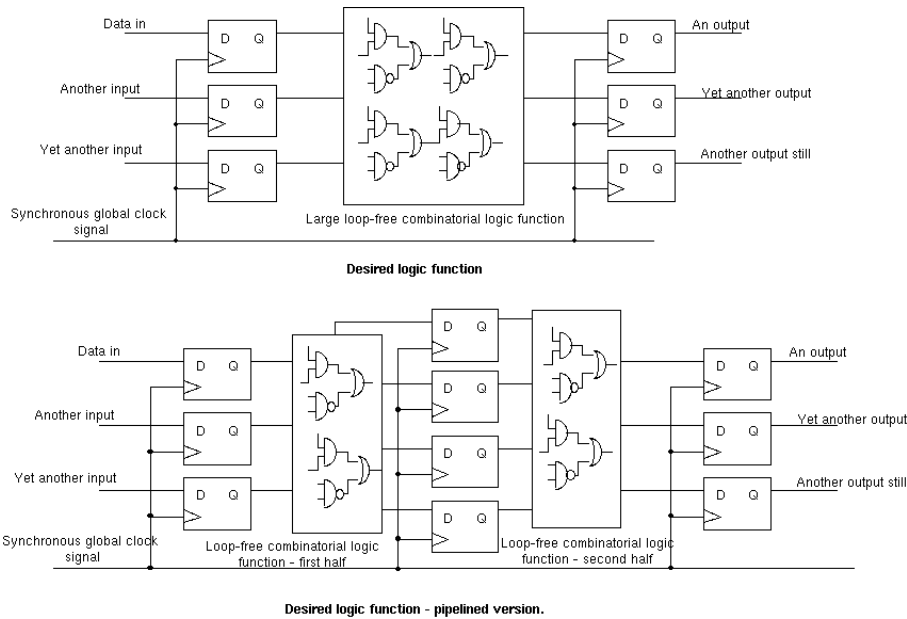 Data in
D Q
D Q
An output
Another input
D Q
D Q
Yet another output
Yet another input
D Q
D Q
Another output still
Synchronous global clock
signal
Large loop-free combinatorial logic function
Desired logic function
D Q
Data in
D Q
D Q
An output
D Q
Another input
D Q
D Q
Yet another output
D Q
Yet another input
D Q
D Q
Another output still
D Q
Synchronous global clock
signal
Loop-free combinatorial logic
function - first half
Loop-free combinatorial logic
function - second half
Desired logic function - pipelined version.